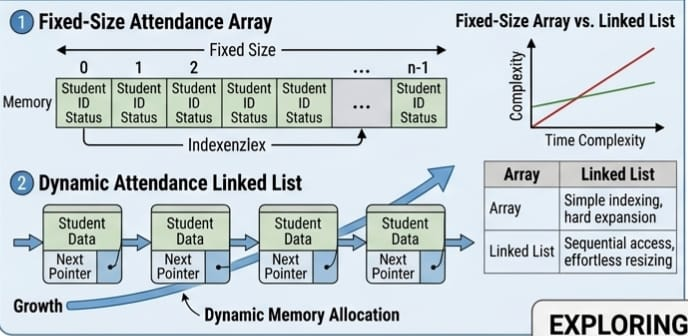 1 Fixed-Size Attendance Array
Fixed Size
0 1 2 ... n-1
Memory
Student ID Status
Student ID Status
Student ID Status
Student ID Status
Student ID Status
...
Student ID Status
Indexenzlex
2 Dynamic Attendance Linked List
Student Data
Next Pointer
Student Data
Next Pointer
Student Data
Next Pointer
Student Data
Next Pointer
Growth
Dynamic Memory Allocation
Fixed-Size Array vs. Linked List
Complexity
Time Complexity
Array Linked List
Array Simple indexing, hard expansion
Linked List Sequential access, effortless resizing
EXPLORING